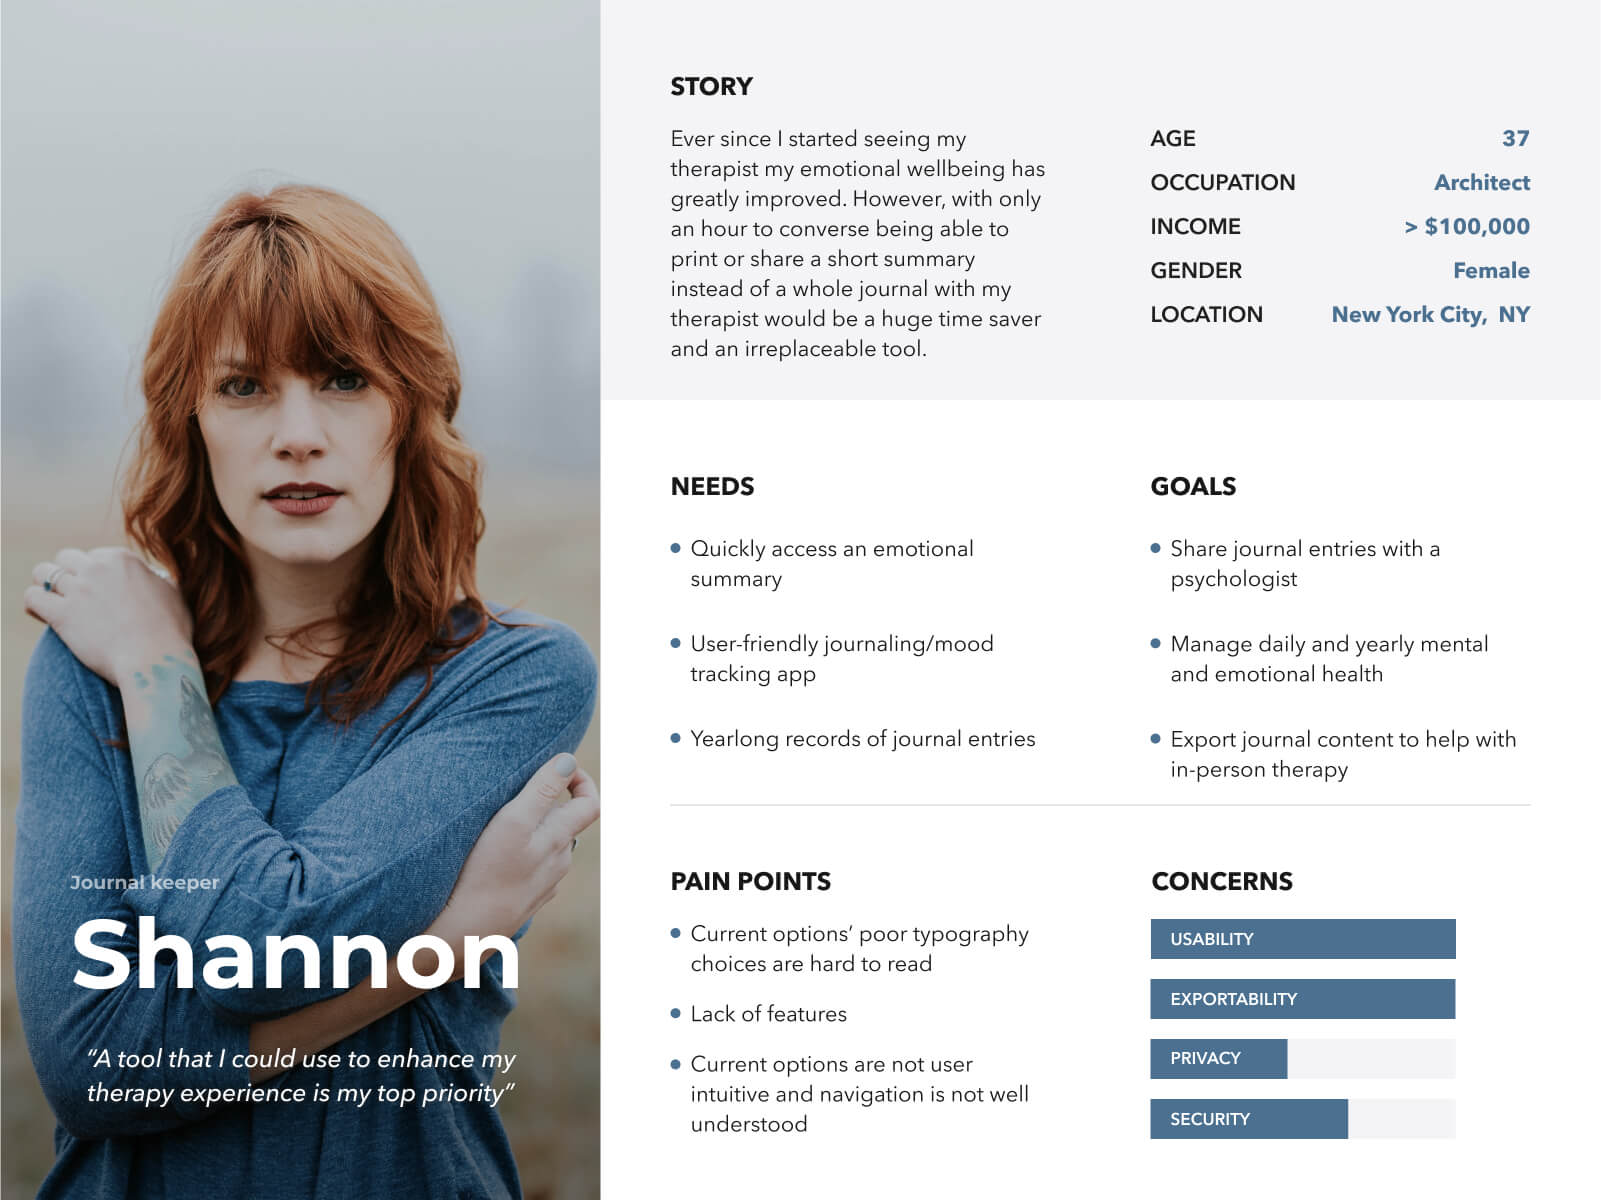 Journal keeper
Shannon
“A tool that I could use to enhance my
therapy experience is my top priority”
STORY
Ever since I started seeing my
therapist my emotional wellbeing has
greatly improved. However, with only
an hour to converse being able to
print or share a short summary
instead of a whole journal with my
therapist would be a huge time saver
and an irreplaceable tool.
AGE 37
OCCUPATION Architect
INCOME > $100,000
GENDER Female
LOCATION New York City, NY
NEEDS
• Quickly access an emotional
summary
• User-friendly journaling/mood
tracking app
• Yearlong records of journal entries
GOALS
• Share journal entries with a
psychologist
• Manage daily and yearly mental
and emotional health
• Export journal content to help with
in-person therapy
PAIN POINTS
• Current options’ poor typography
choices are hard to read
• Lack of features
• Current options are not user
intuitive and navigation is not well
understood
CONCERNS
USABILITY
EXPORTABILITY
PRIVACY
SECURITY